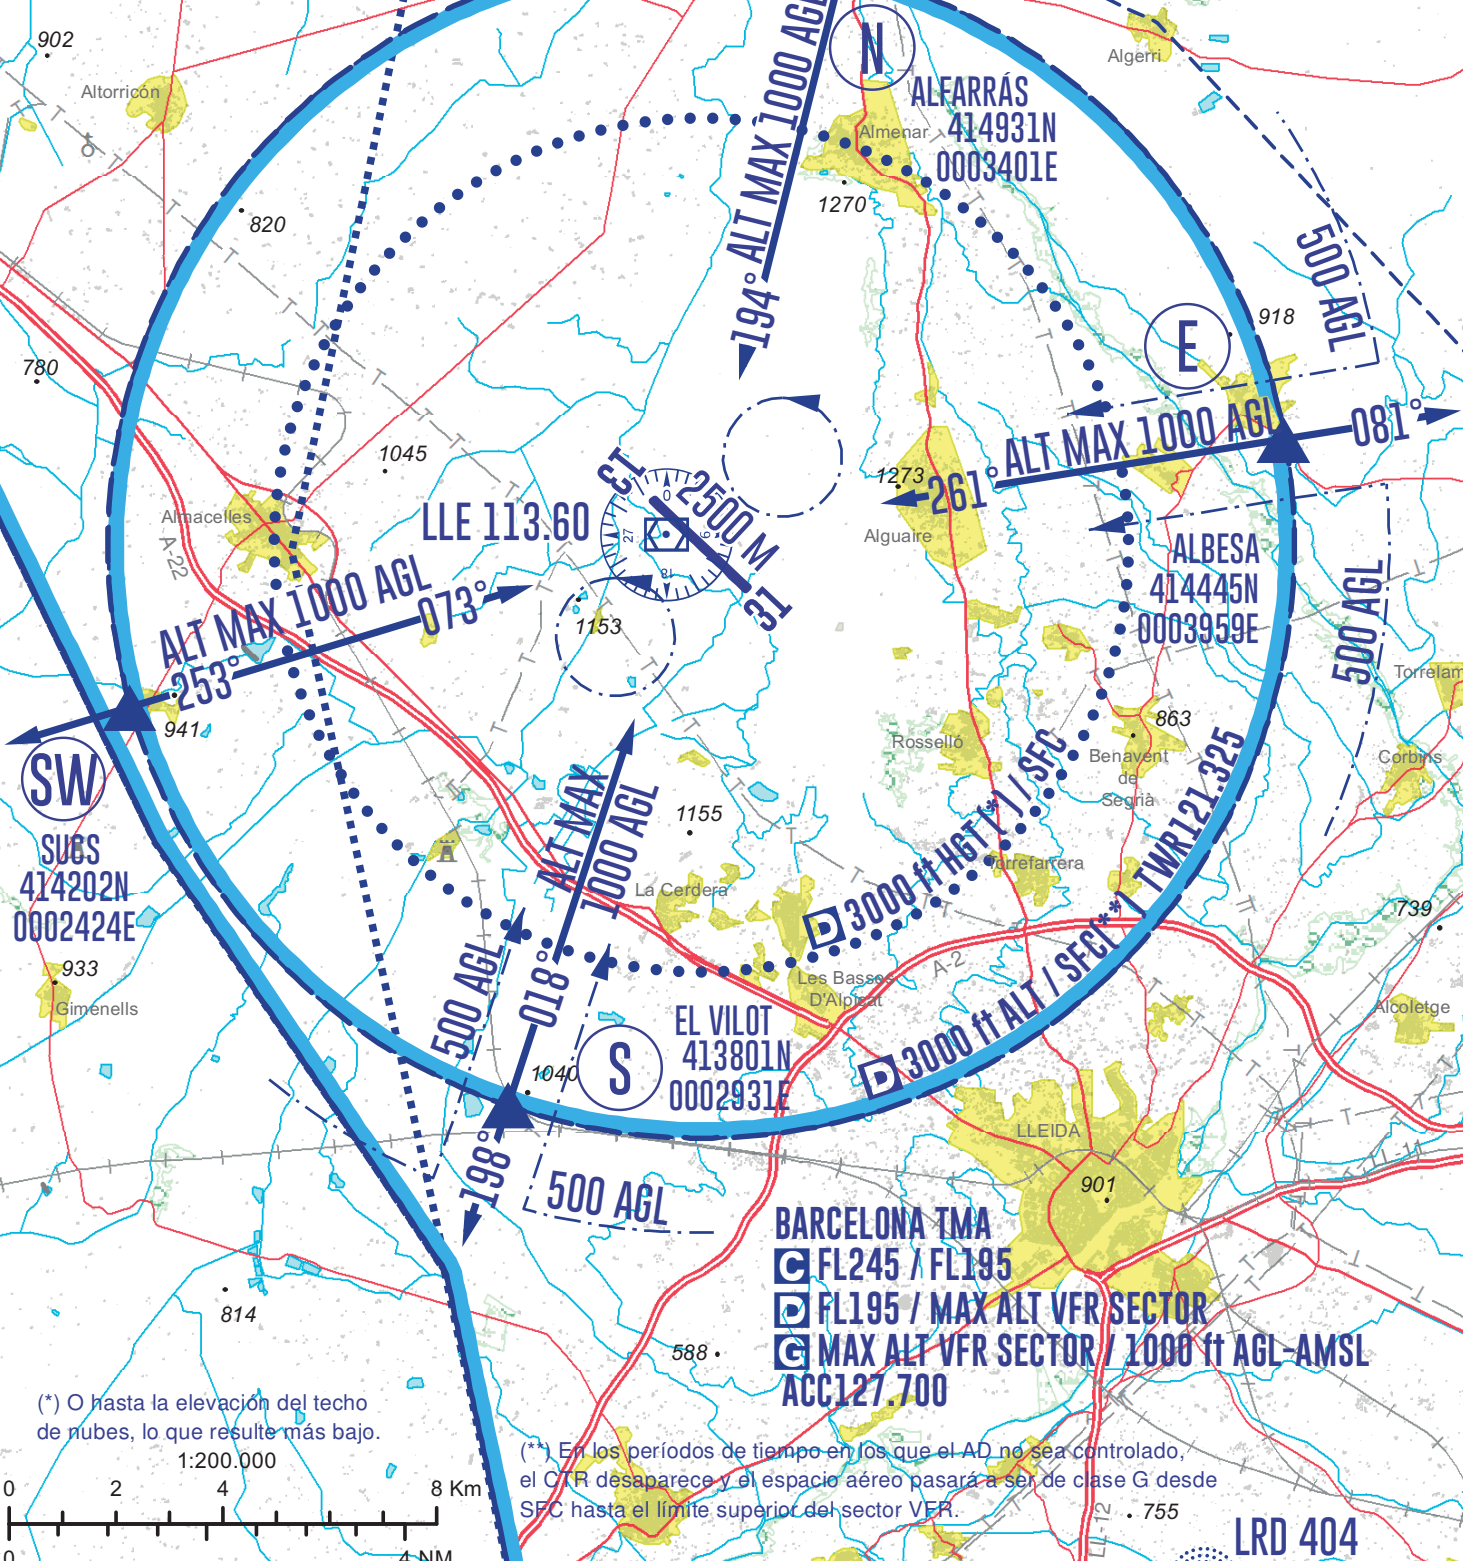 902
Altorricón
820
780
N
ALFARRÁS
414931N
0003401E
Almenar
1270
Algerri
194° ALT MAX 1000 AGL
500 AGL
E
918
ALT MAX 1000 AGL
081°
261°
1273
Alguaire
ALBESA
414445N
0003959E
500 AGL
1045
13
2500 M
31
LLE 113.60
0
9
18
27
Almacelles
A-22
ALT MAX 1000 AGL
073°
253°
1153
941
SW
SUCS
414202N
0002424E
933
Gimenells
Rosselló
863
Benavent
de
Segrià
Corbins
Torrefarrera
739
Alcoletge
ALT MAX
1000 AGL
1155
La Cerdera
D 3000 ft HGT(*) / SFC
D 3000 ft ALT / SFC(**) TWR121.325
500 AGL
018°
Les Basses
D'Alpicat
A-2
EL VILOT
413801N
0002931E
S
1040
198°
500 AGL
LLEIDA
901
LL-11
BARCELONA TMA
C FL245 / FL195
D FL195 / MAX ALT VFR SECTOR
G MAX ALT VFR SECTOR / 1000 ft AGL-AMSL
ACC127.700
814
588
(*) O hasta la elevación del techo
de nubes, lo que resulte más bajo.
1:200.000
0 2 4 8 Km
0 4 NM
(**) En los períodos de tiempo en los que el AD no sea controlado,
el CTR desaparece y el espacio aéreo pasará a ser de clase G desde
SFC hasta el límite superior del sector VFR.
LL-12
755
LRD 404